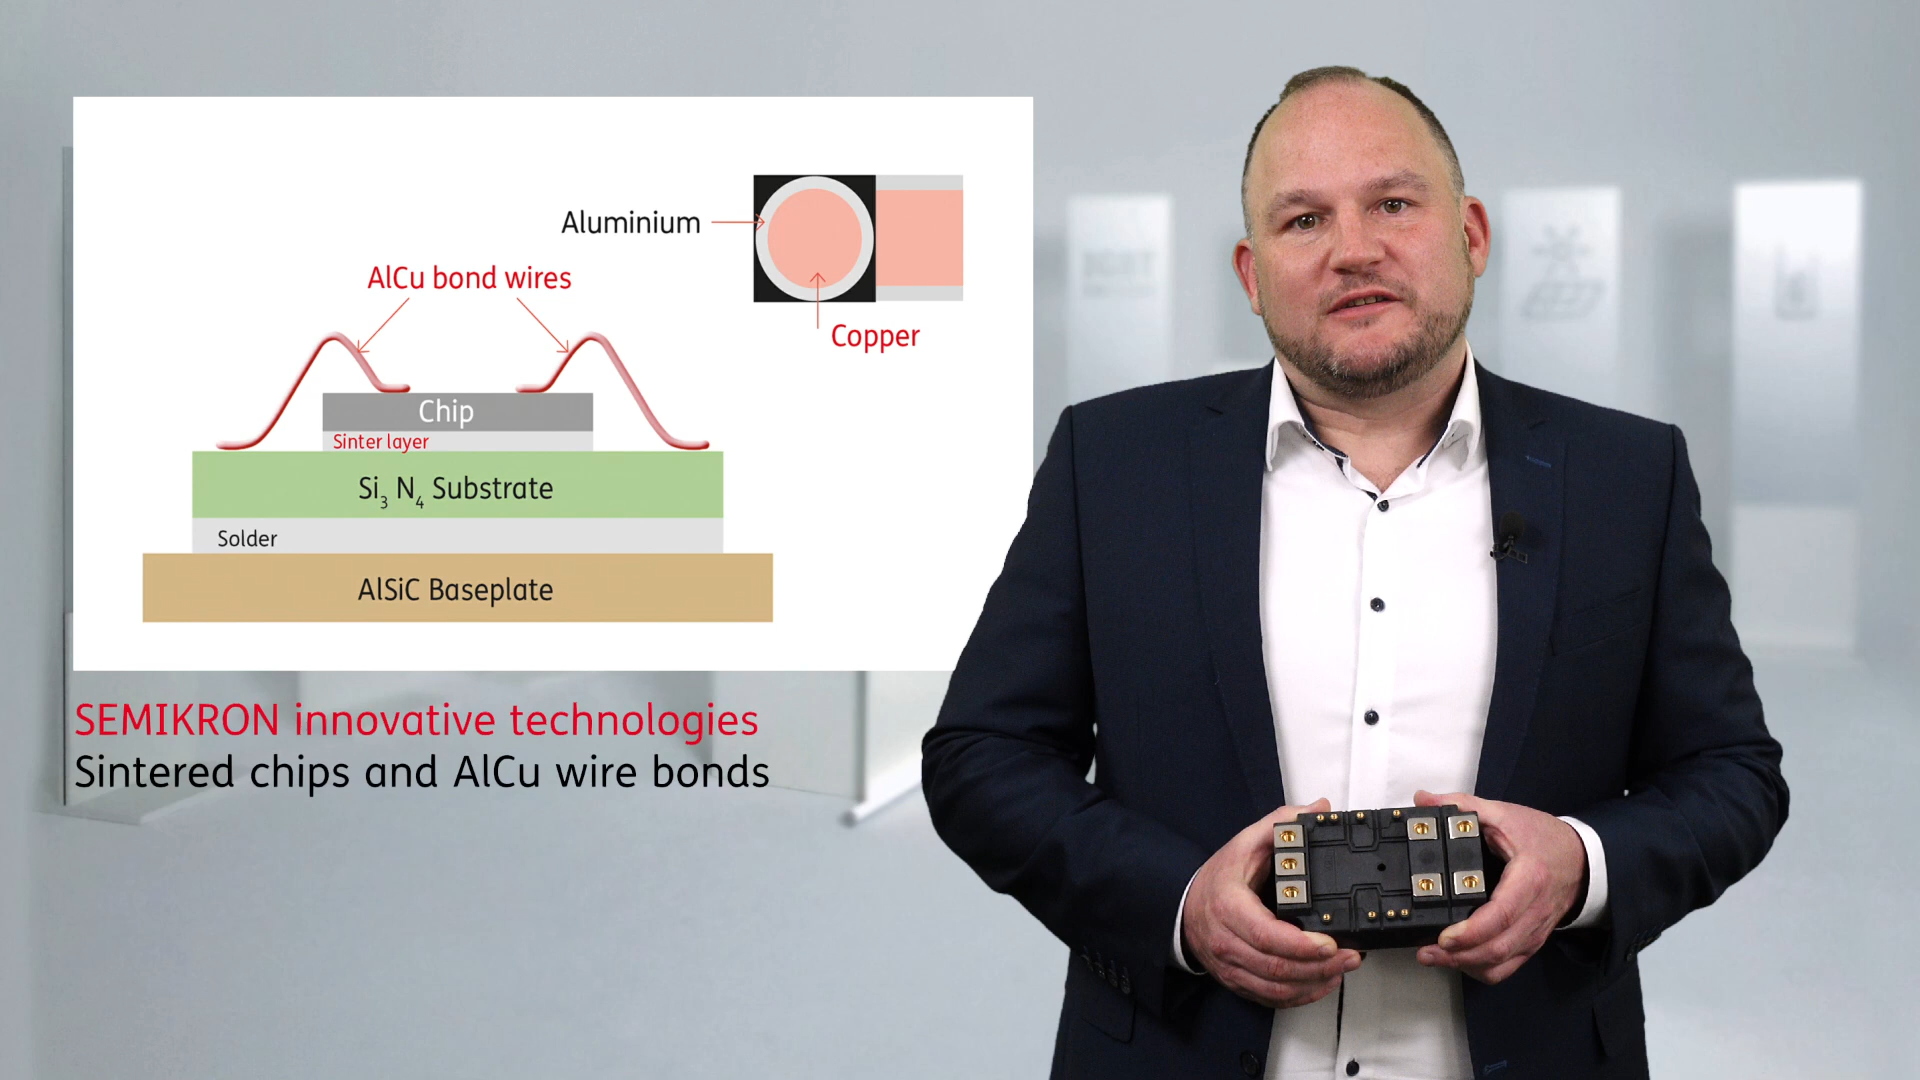 Aluminium
AlCu bond wires
Copper
Chip
Sinter layer
Si3 N4 Substrate
Solder
AlSiC Baseplate
SEMIKRON innovative technologies
Sintered chips and AlCu wire bonds